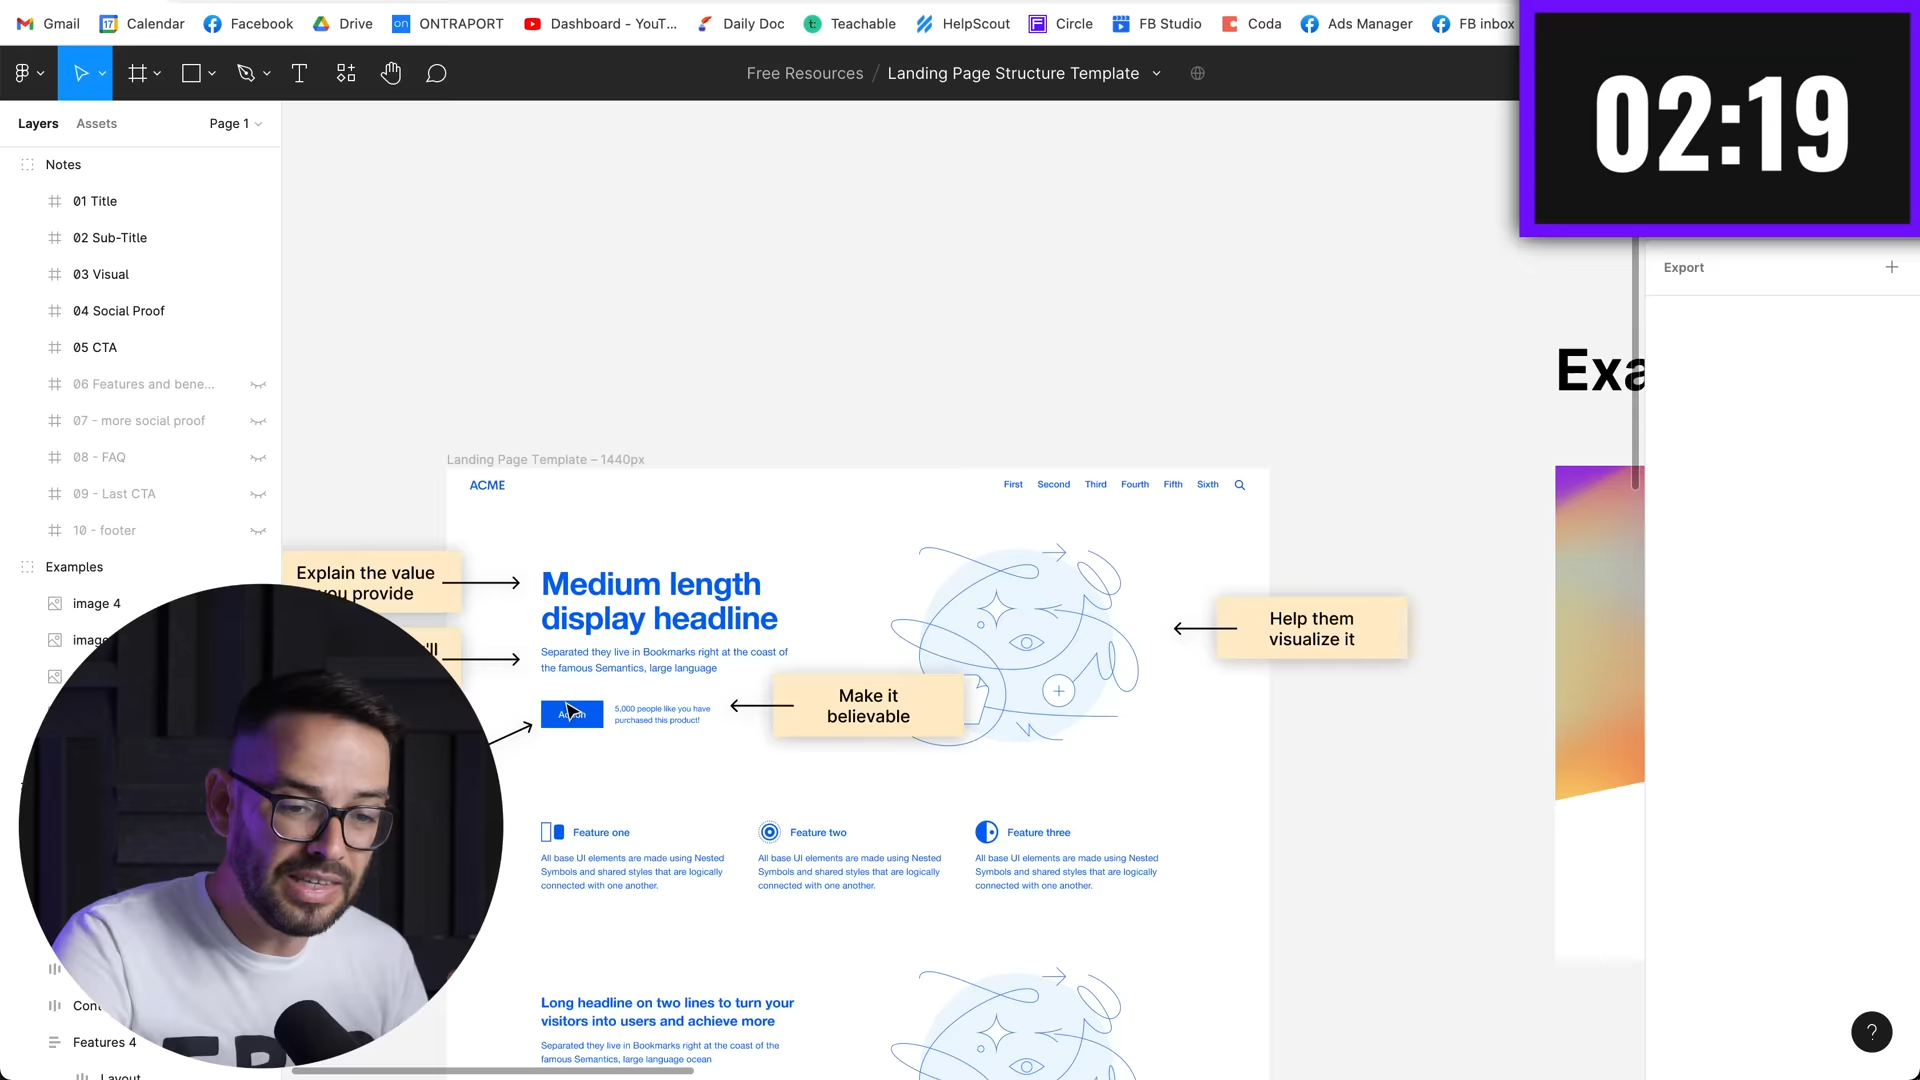 Gmail
Calendar
Facebook
Drive
on ONTRAPORT
Dashboard - YouT...
Daily Doc
t: Teachable
HelpScout
Circle
FB Studio
Coda
Ads Manager
FB inbox
02:19
Free Resources / Landing Page Structure Template
Layers Assets Page 1
Notes
01 Title
02 Sub-Title
03 Visual
04 Social Proof
05 CTA
06 Features and bene...
07 - more social proof
08 - FAQ
09 - Last CTA
10 - footer
Examples
image 4
Features 4
Layout
Export
Landing Page Template – 1440px
ACME
First Second Third Fourth Fifth Sixth
Explain the value
you provide
Medium length
display headline
Separated they live in Bookmarks right at the coast of
the famous Semantics, large language
5,000 people like you have
purchased this product!
Make it
believable
Help them
visualize it
Feature one
All base UI elements are made using Nested
Symbols and shared styles that are logically
connected with one another.
Feature two
All base UI elements are made using Nested
Symbols and shared styles that are logically
connected with one another.
Feature three
All base UI elements are made using Nested
Symbols and shared styles that are logically
connected with one another.
Long headline on two lines to turn your
visitors into users and achieve more
Separated they live in Bookmarks right at the coast of the
famous Semantics, large language ocean
?